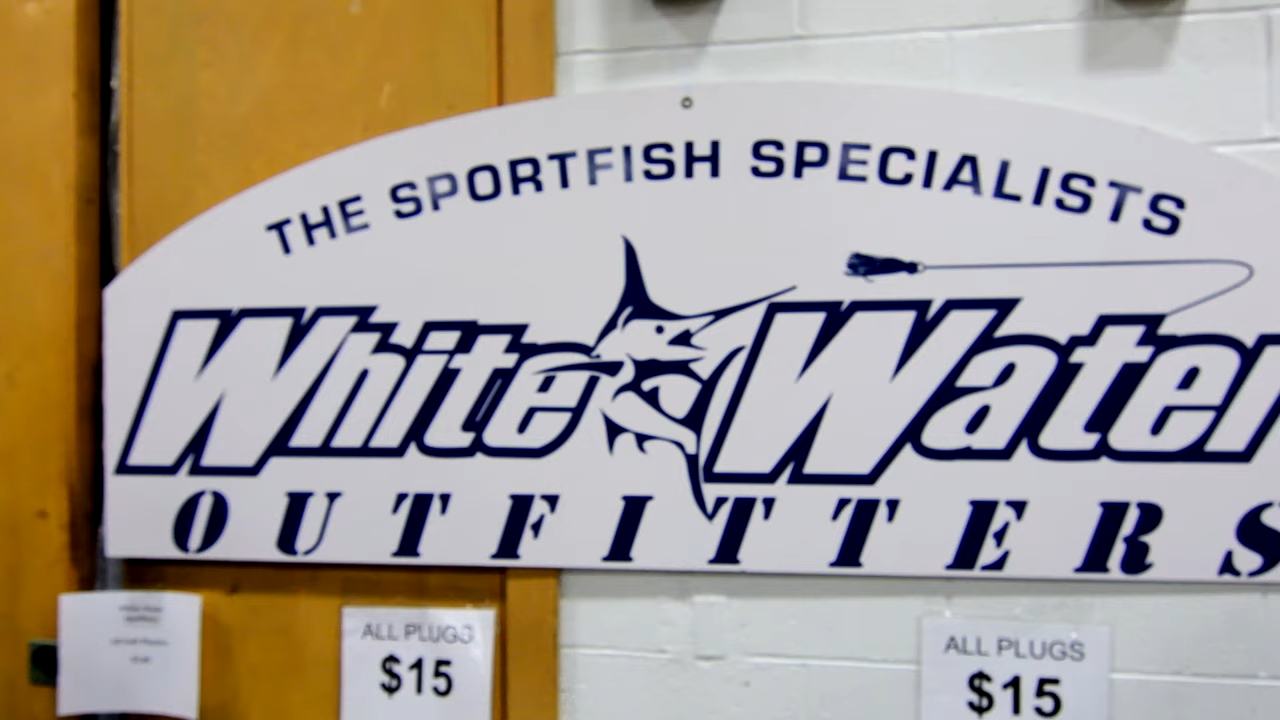 THE SPORTFISH SPECIALISTS
White Water
OUTFITTERS
ALL PLUGS
$15
ALL PLUGS
$15